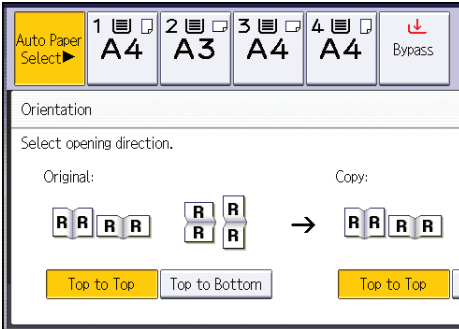 Auto Paper
Select▶
1
A4
2
A3
3
A4
4
A4
Bypass
Orientation
Select opening direction.
Original:
Copy:
R R R R
R R
R R
→
R R R R
Top to Top
Top to Bottom
Top to Top